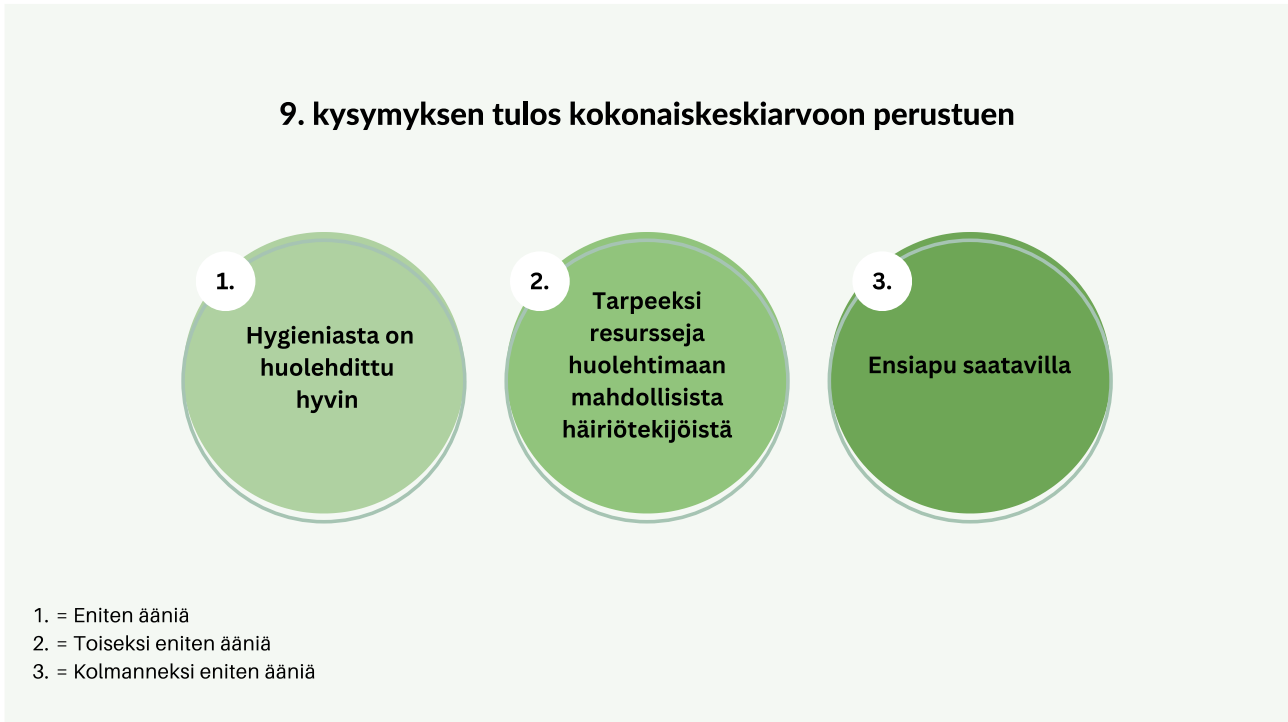 9. kysymyksen tulos kokonaiskeskiarvoon perustuen
1.
Hygieniasta on
huolehdittu
hyvin
2.
Tarpeeksi
resursseja
huolehtimaan
mahdollisista
häiriötekijöistä
3.
Ensiapu saatavilla
1. = Eniten ääniä
2. = Toiseksi eniten ääniä
3. = Kolmanneksi eniten ääniä